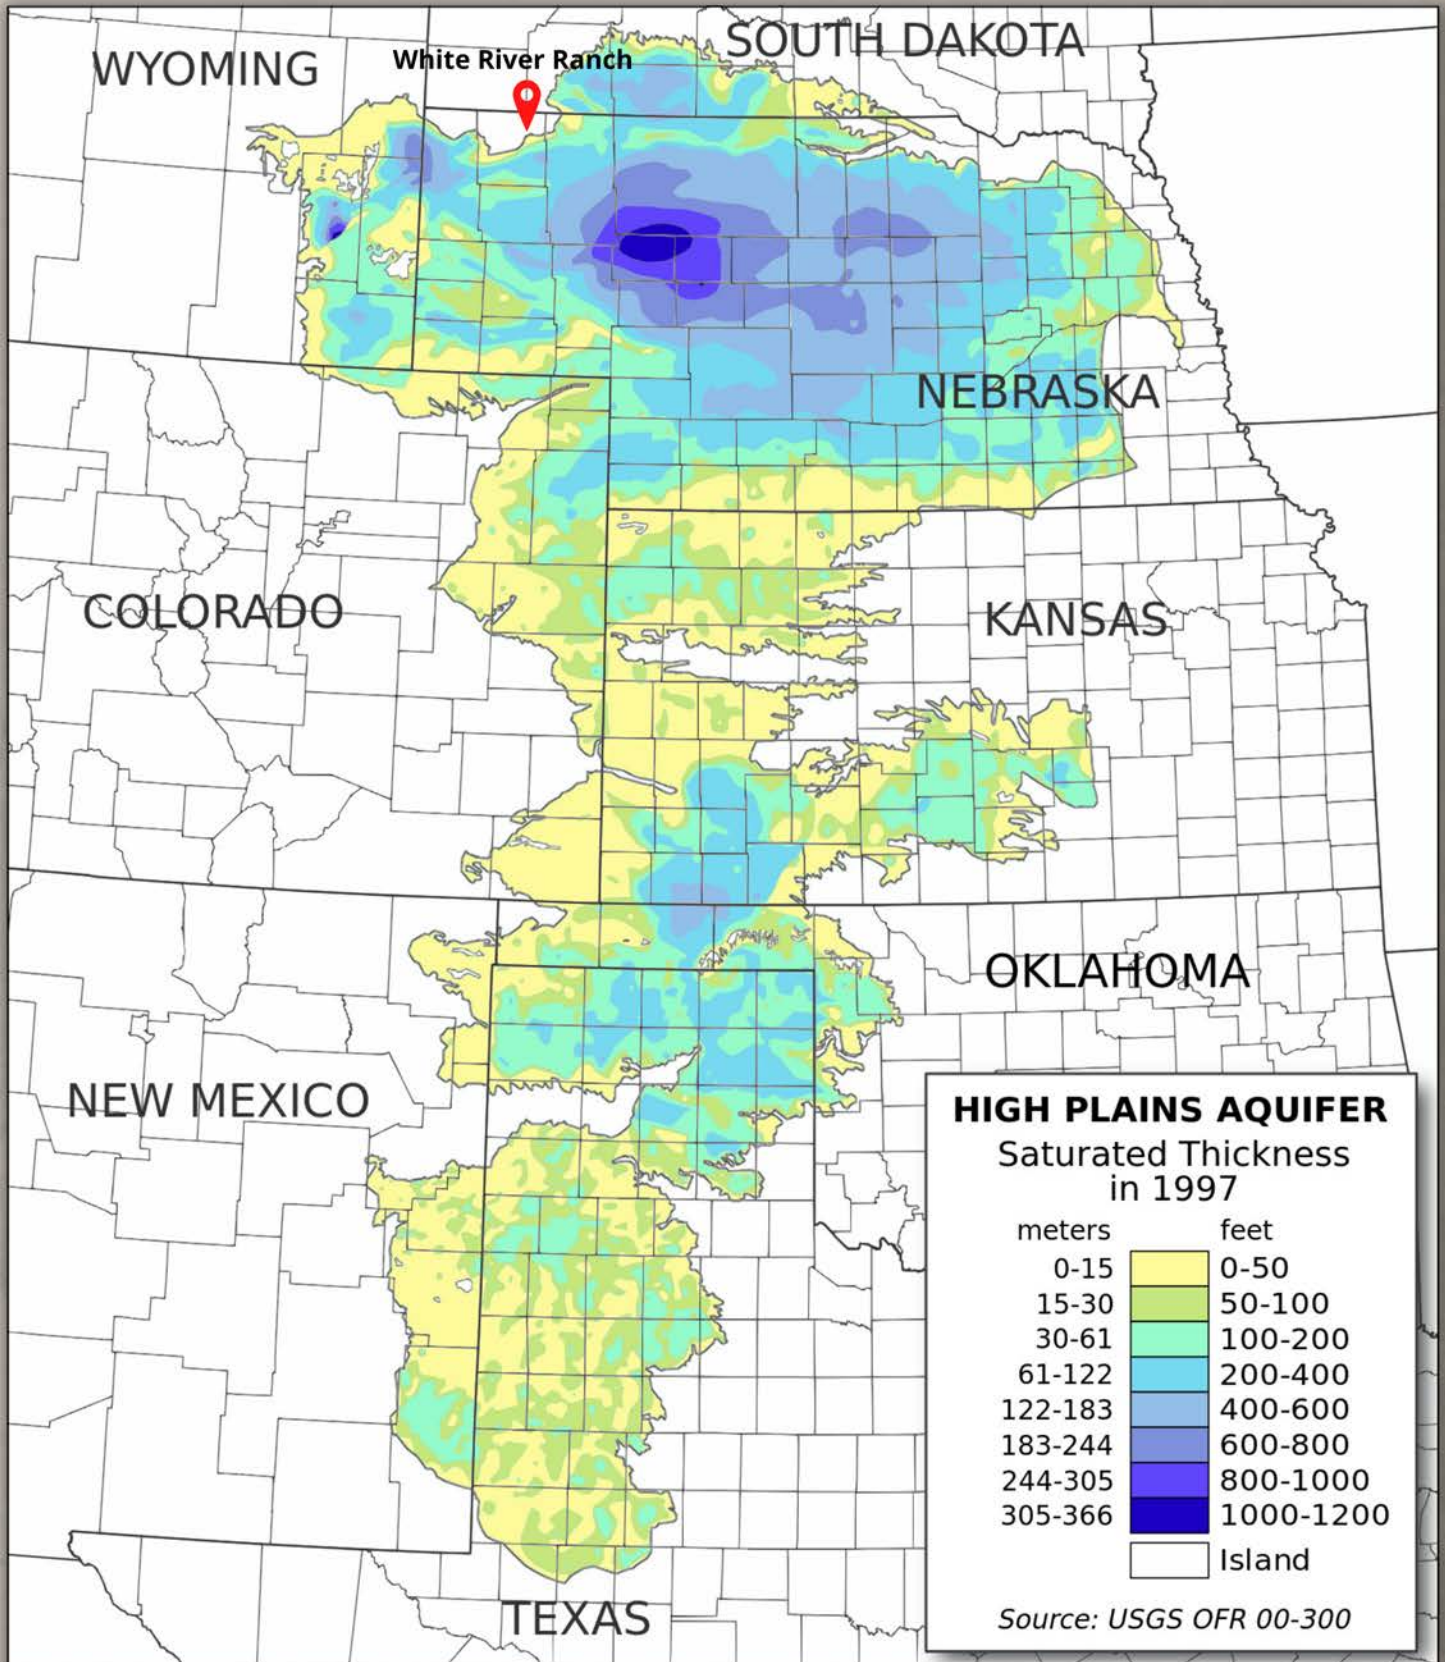 SOUTH DAKOTA
WYOMING
White River Ranch
NEBRASKA
COLORADO
KANSAS
OKLAHOMA
NEW MEXICO
TEXAS
HIGH PLAINS AQUIFER
Saturated Thickness
in 1997
meters feet
0-15 0-50
15-30 50-100
30-61 100-200
61-122 200-400
122-183 400-600
183-244 600-800
244-305 800-1000
305-366 1000-1200
Island
Source: USGS OFR 00-300